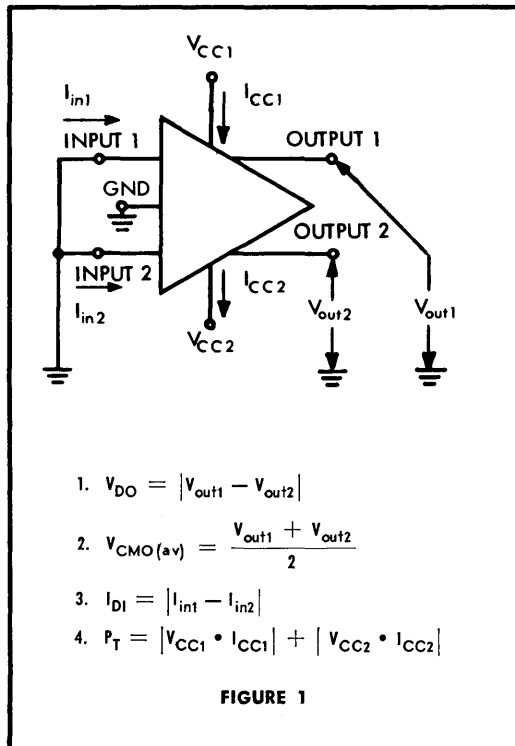 V_CC1
I_in1
I_CC1
INPUT 1
OUTPUT 1
GND
OUTPUT 2
INPUT 2
I_in2
I_CC2
V_out2
V_out1
V_CC2
1. V_DO = |V_out1 − V_out2|
2. V_CMO(av) = (V_out1 + V_out2) / 2
3. I_DI = |I_in1 − I_in2|
4. P_T = |V_CC1 • I_CC1| + |V_CC2 • I_CC2|
FIGURE 1